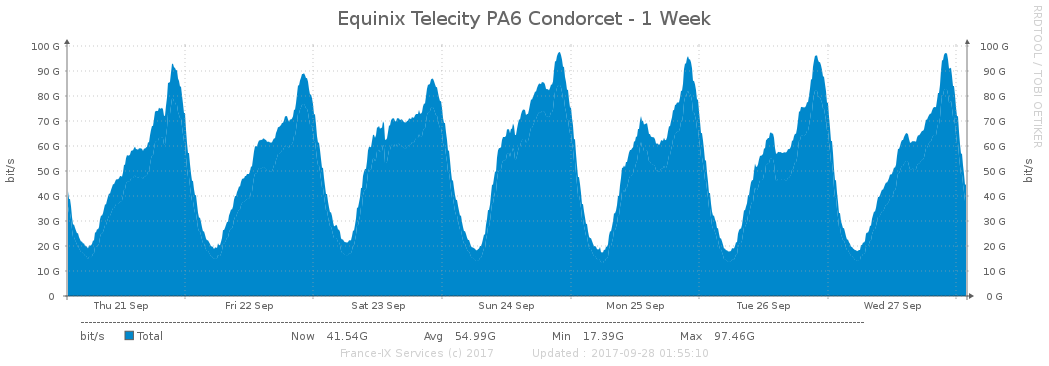 Equinix Telecity PA6 Condorcet - 1 Week
RRDTOOL / TOBI OETIKER
bit/s
100 G
90 G
80 G
70 G
60 G
50 G
40 G
30 G
20 G
10 G
0
100 G
90 G
80 G
70 G
60 G
50 G
40 G
30 G
20 G
10 G
0 G
bit/s
Thu 21 Sep Fri 22 Sep Sat 23 Sep Sun 24 Sep Mon 25 Sep Tue 26 Sep Wed 27 Sep
bit/s Total Now 41.54G Avg 54.99G Min 17.39G Max 97.46G
France-IX Services (c) 2017 Updated : 2017-09-28 01:55:10